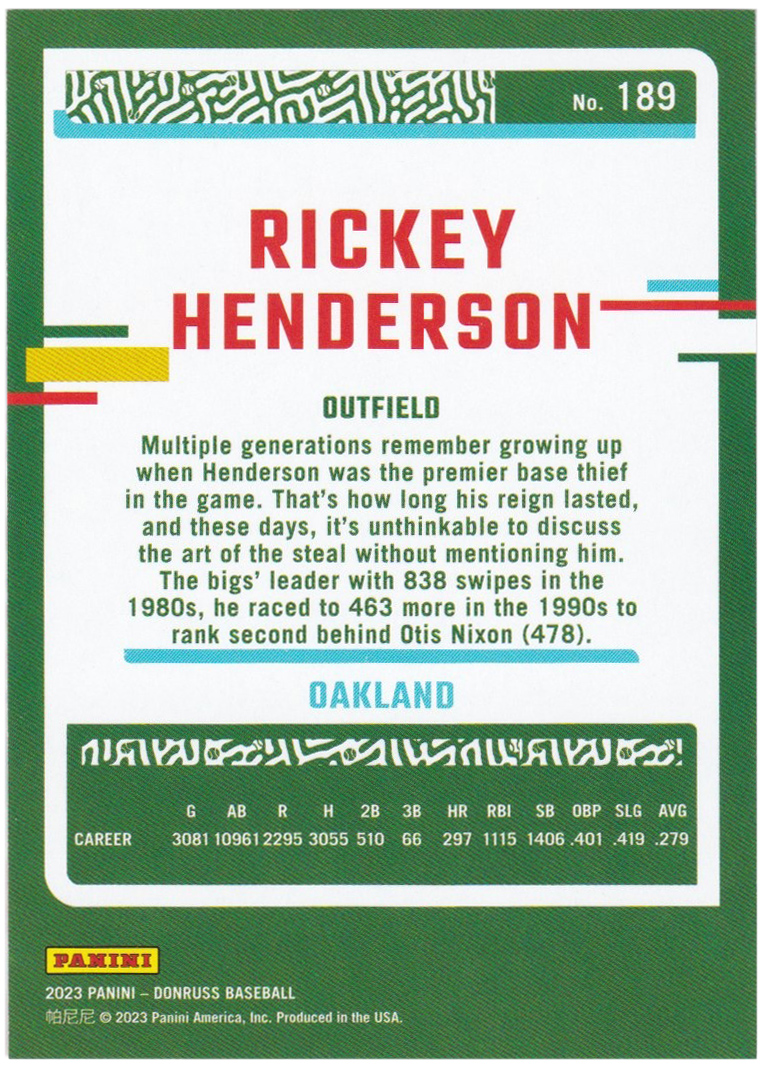 No. 189
RICKEY
HENDERSON
OUTFIELD
Multiple generations remember growing up
when Henderson was the premier base thief
in the game. That's how long his reign lasted,
and these days, it's unthinkable to discuss
the art of the steal without mentioning him.
The bigs' leader with 838 swipes in the
1980s, he raced to 463 more in the 1990s to
rank second behind Otis Nixon (478).
OAKLAND
G AB R H 2B 3B HR RBI SB OBP SLG AVG
CAREER 3081 10961 2295 3055 510 66 297 1115 1406 .401 .419 .279
PANINI
2023 PANINI – DONRUSS BASEBALL
帕尼尼 © 2023 Panini America, Inc. Produced in the USA.